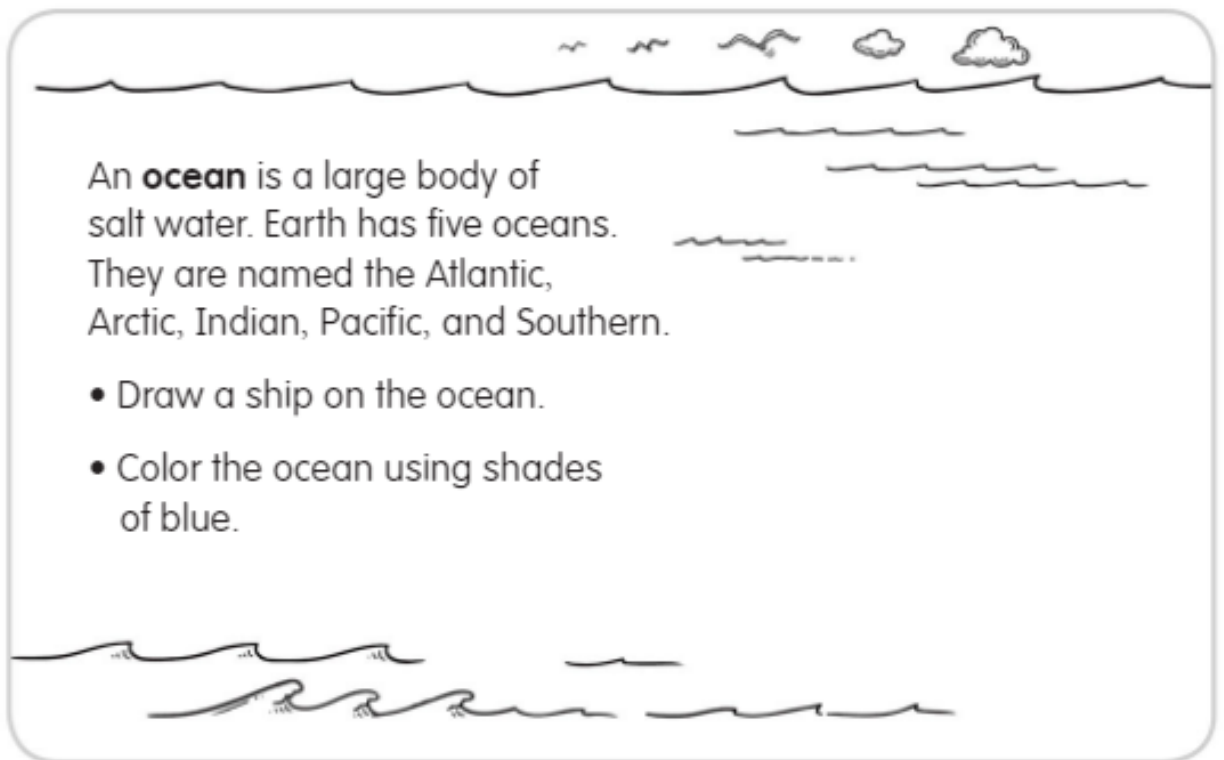 An ocean is a large body of
salt water. Earth has five oceans.
They are named the Atlantic,
Arctic, Indian, Pacific, and Southern.
• Draw a ship on the ocean.
• Color the ocean using shades
of blue.